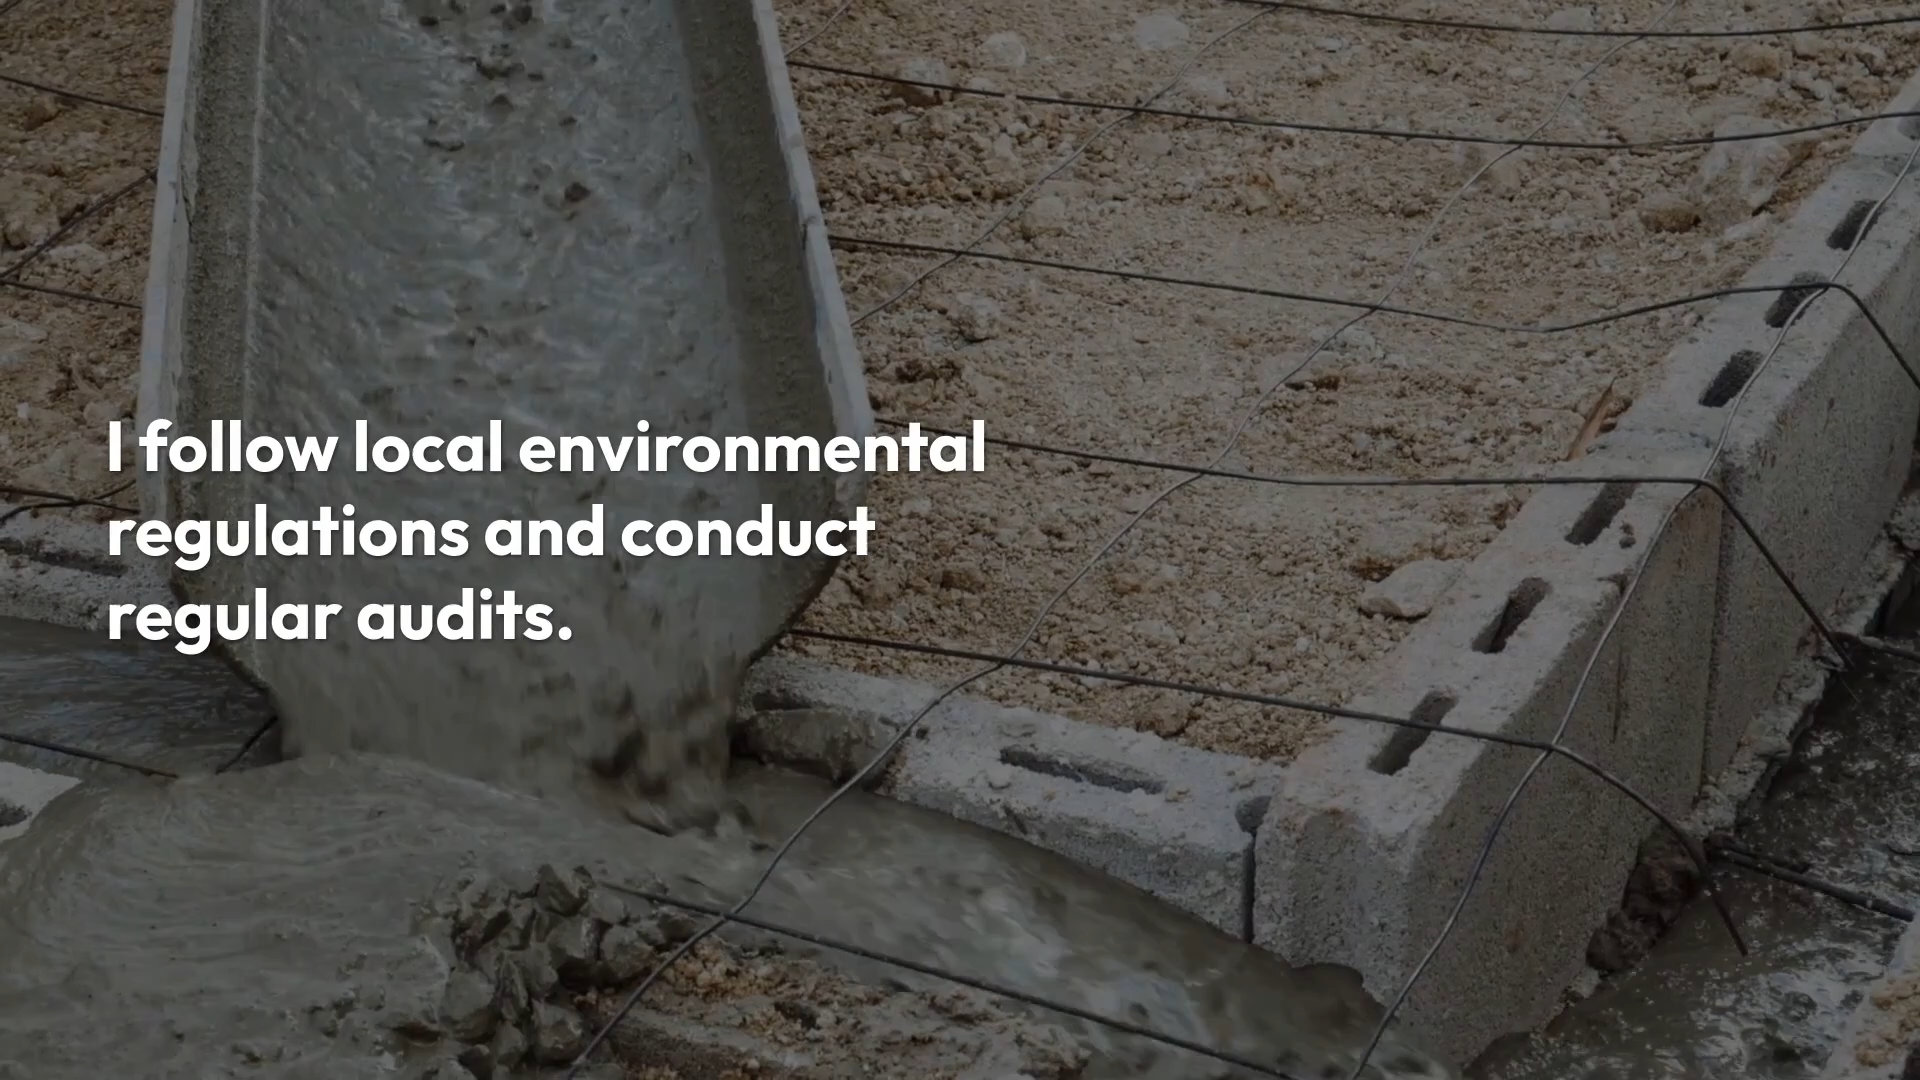 I follow local environmental
regulations and conduct
regular audits.